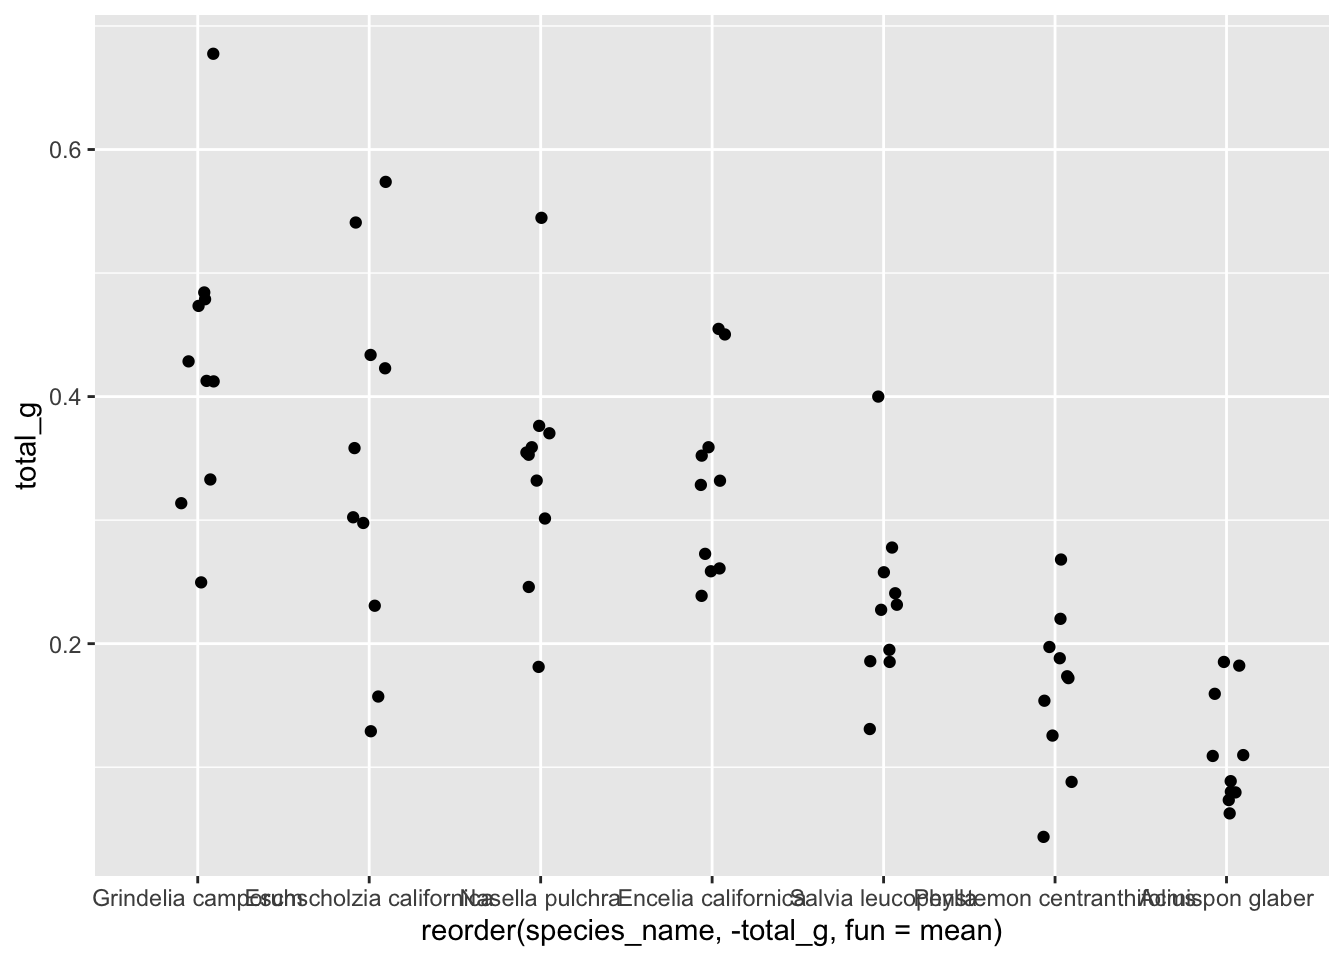 0.6
0.4
0.2
total_g
Grindelia camporum Eschscholzia californica Nasella pulchra Encelia californica Salvia leucophylla Penstemon centranthifolius Acmispon glaber
reorder(species_name, -total_g, fun = mean)